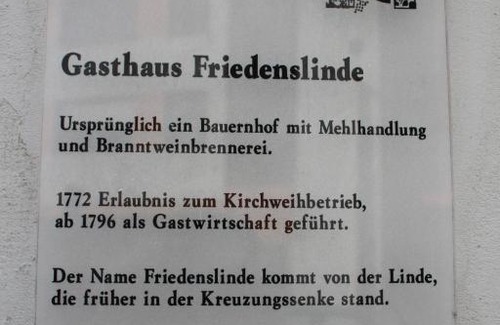 Gasthaus Friedenslinde
Ursprünglich ein Bauernhof mit Mehlhandlung
und Branntweinbrennerei.
1772 Erlaubnis zum Kirchweihbetrieb,
ab 1796 als Gastwirtschaft geführt.
Der Name Friedenslinde kommt von der Linde,
die früher in der Kreuzungssenke stand.